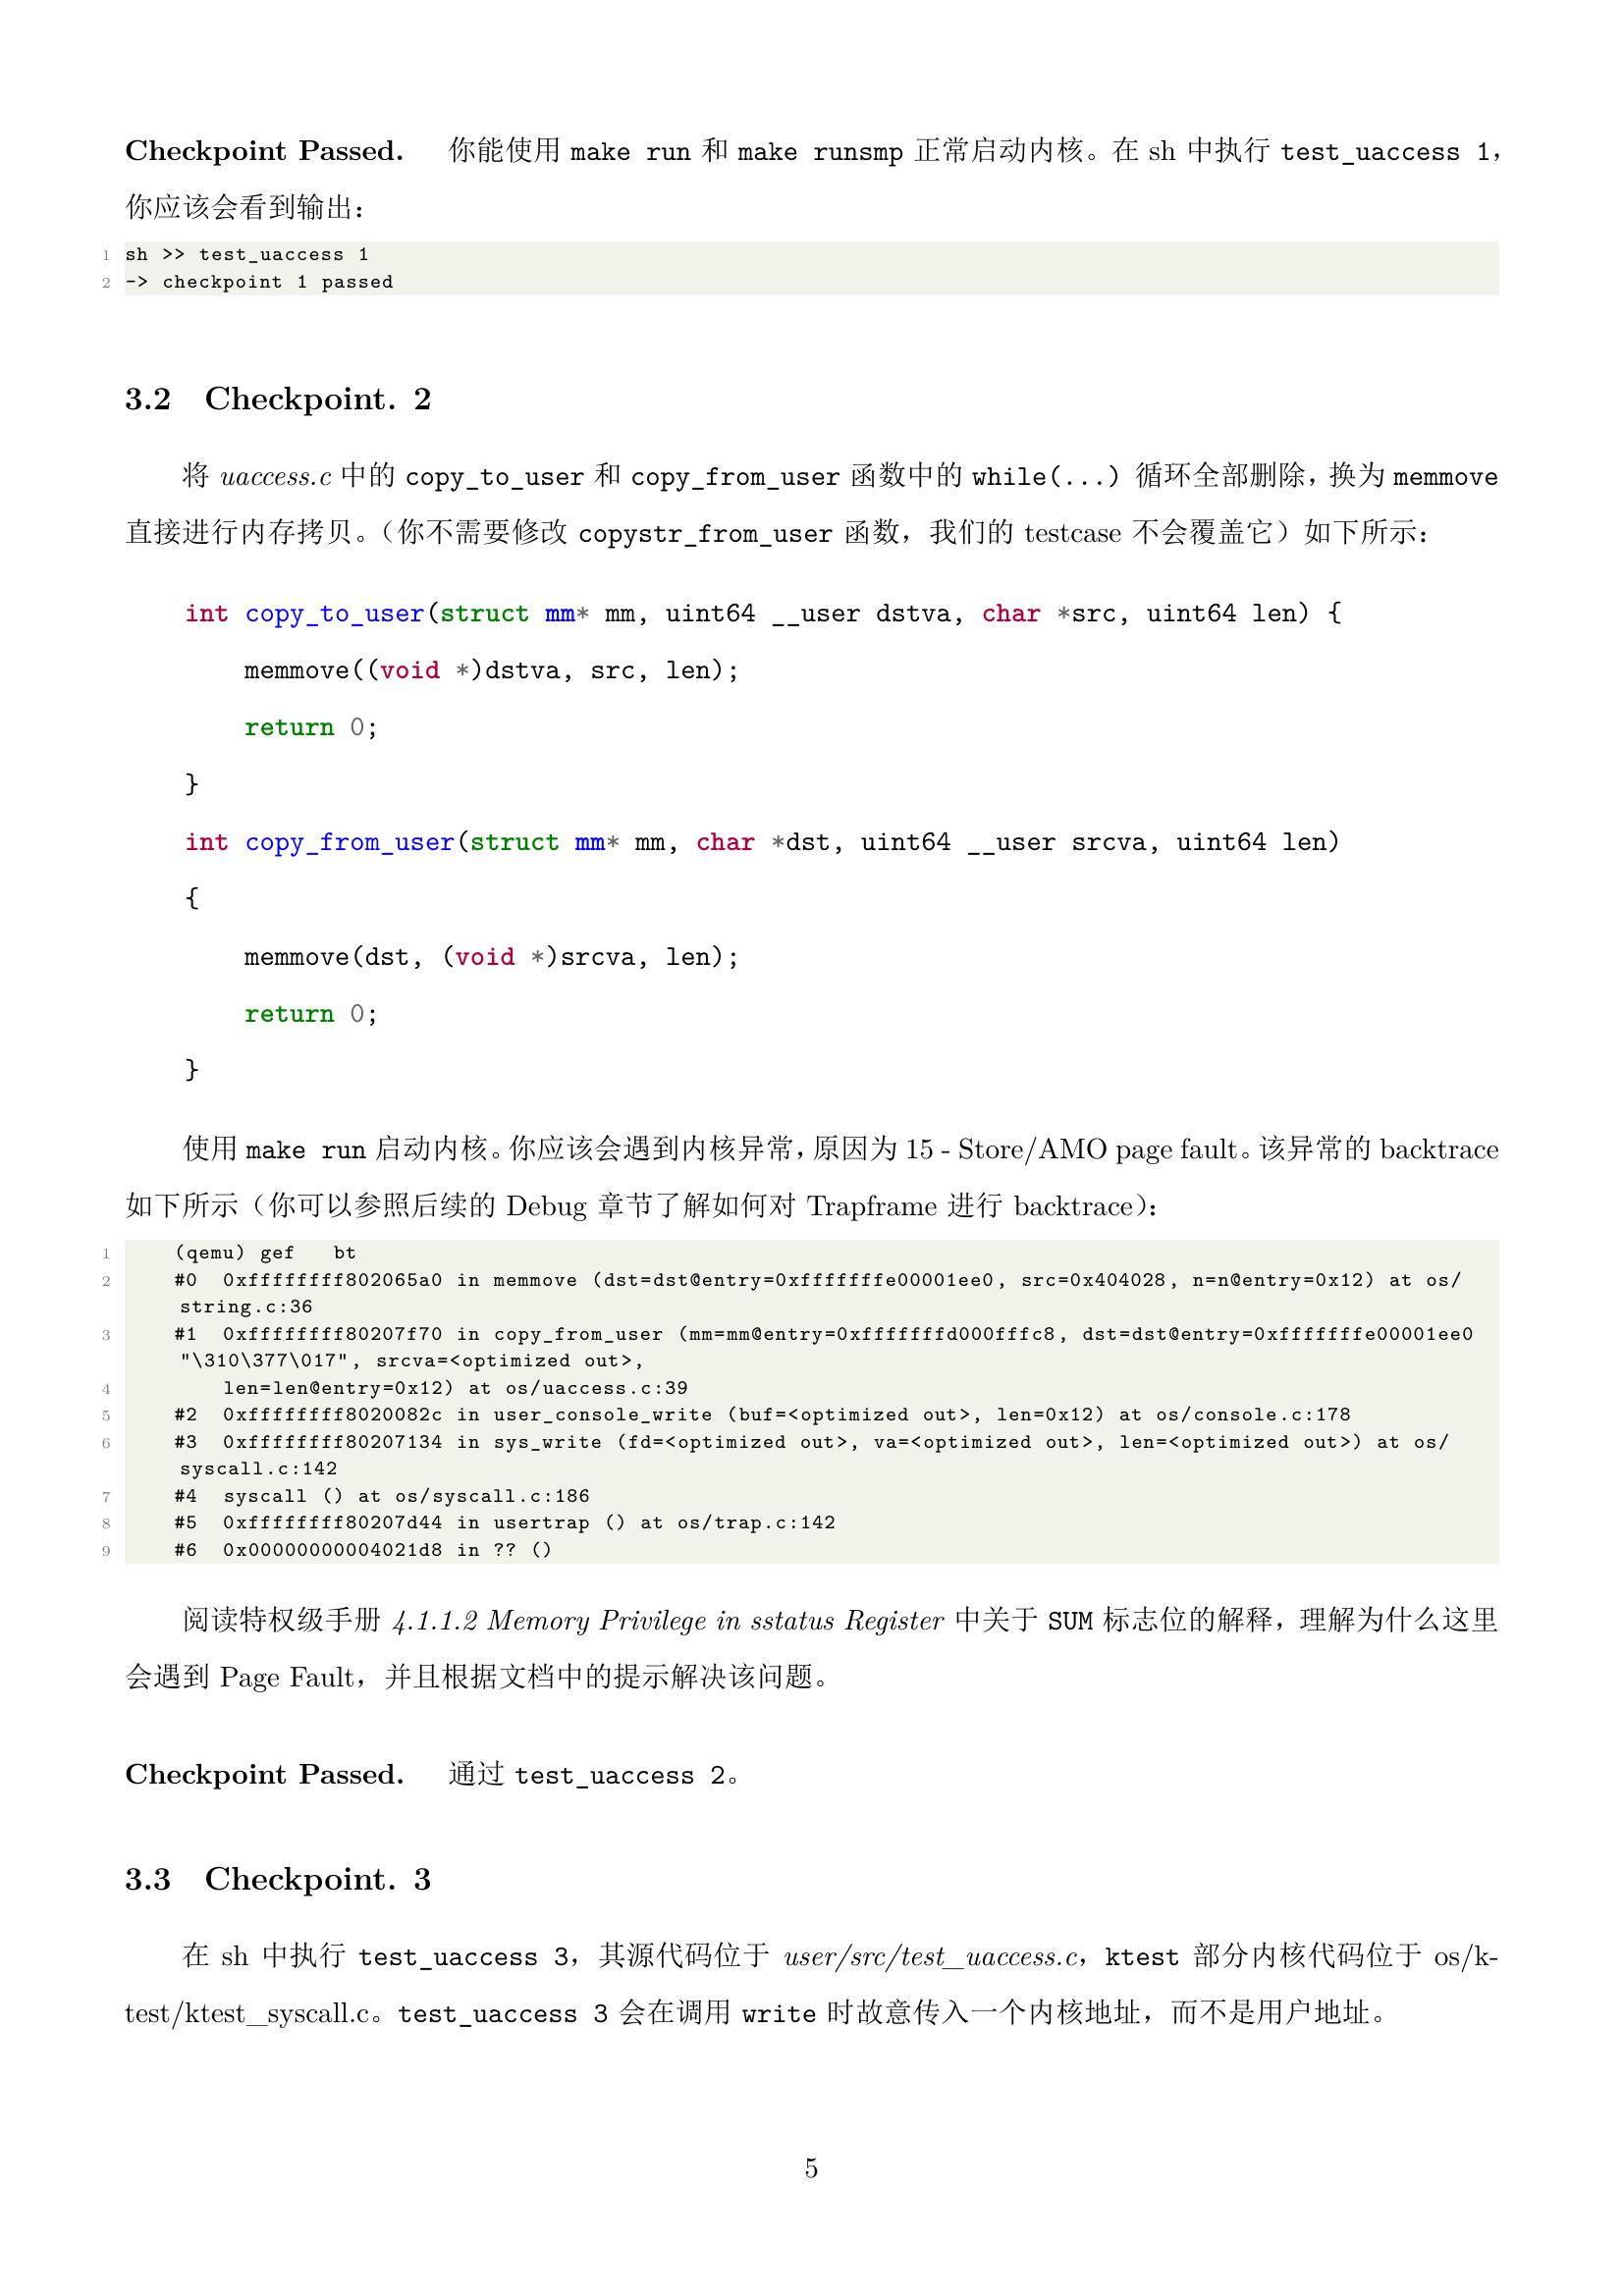 Checkpoint Passed. 你能使用 make run 和 make runsmp 正常启动内核。在 sh 中执行 test_uaccess 1，
你应该会看到输出：
1 sh >> test_uaccess 1
2 -> checkpoint 1 passed
3.2 Checkpoint. 2
将 uaccess.c 中的 copy_to_user 和 copy_from_user 函数中的 while(...) 循环全部删除，换为 memmove
直接进行内存拷贝。（你不需要修改 copystr_from_user 函数，我们的 testcase 不会覆盖它）如下所示：
int copy_to_user(struct mm* mm, uint64 __user dstva, char *src, uint64 len) {
memmove((void *)dstva, src, len);
return 0;
}
int copy_from_user(struct mm* mm, char *dst, uint64 __user srcva, uint64 len)
{
memmove(dst, (void *)srcva, len);
return 0;
}
使用 make run 启动内核。你应该会遇到内核异常，原因为 15 - Store/AMO page fault。该异常的 backtrace
如下所示（你可以参照后续的 Debug 章节了解如何对 Trapframe 进行 backtrace）：
1 (qemu) gef bt
2 #0 0xffffffff802065a0 in memmove (dst=dst@entry=0xfffffffe00001ee0, src=0x404028, n=n@entry=0x12) at os/
string.c:36
3 #1 0xffffffff80207f70 in copy_from_user (mm=mm@entry=0xfffffffd000fffc8, dst=dst@entry=0xfffffffe00001ee0
"\310\377\017", srcva=<optimized out>,
4 len=len@entry=0x12) at os/uaccess.c:39
5 #2 0xffffffff8020082c in user_console_write (buf=<optimized out>, len=0x12) at os/console.c:178
6 #3 0xffffffff80207134 in sys_write (fd=<optimized out>, va=<optimized out>, len=<optimized out>) at os/
syscall.c:142
7 #4 syscall () at os/syscall.c:186
8 #5 0xffffffff80207d44 in usertrap () at os/trap.c:142
9 #6 0x00000000004021d8 in ?? ()
阅读特权级手册 4.1.1.2 Memory Privilege in sstatus Register 中关于 SUM 标志位的解释，理解为什么这里
会遇到 Page Fault，并且根据文档中的提示解决该问题。
Checkpoint Passed. 通过 test_uaccess 2。
3.3 Checkpoint. 3
在 sh 中执行 test_uaccess 3，其源代码位于 user/src/test_uaccess.c，ktest 部分内核代码位于 os/k-
test/ktest_syscall.c。test_uaccess 3 会在调用 write 时故意传入一个内核地址，而不是用户地址。
5